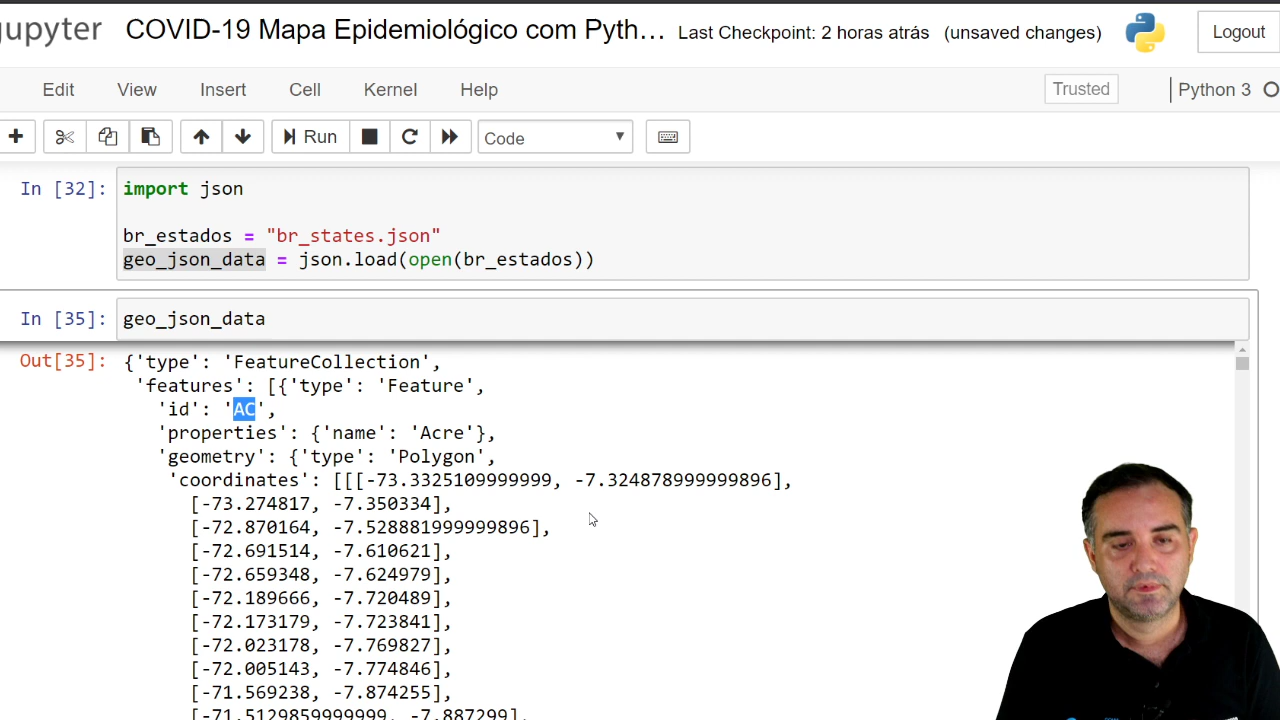 jupyter COVID-19 Mapa Epidemiológico com Pyth... Last Checkpoint: 2 horas atrás (unsaved changes) Logout
Edit View Insert Cell Kernel Help Trusted Python 3
Run Code
In [32]: import json
br_estados = "br_states.json"
geo_json_data = json.load(open(br_estados))
In [35]: geo_json_data
Out[35]: {'type': 'FeatureCollection',
'features': [{'type': 'Feature',
'id': 'AC',
'properties': {'name': 'Acre'},
'geometry': {'type': 'Polygon',
'coordinates': [[[-73.3325109999999, -7.324878999999896],
[-73.274817, -7.350334],
[-72.870164, -7.528881999999896],
[-72.691514, -7.610621],
[-72.659348, -7.624979],
[-72.189666, -7.720489],
[-72.173179, -7.723841],
[-72.023178, -7.769827],
[-72.005143, -7.774846],
[-71.569238, -7.874255],
[-71.5129859999999, -7.887299],